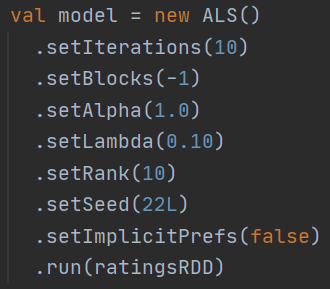 val model = new ALS()
.setIterations(10)
.setBlocks(-1)
.setAlpha(1.0)
.setLambda(0.10)
.setRank(10)
.setSeed(22L)
.setImplicitPrefs(false)
.run(ratingsRDD)